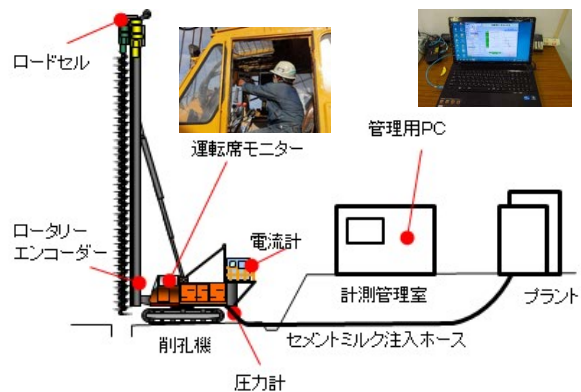 ロードセル
運転席モニター
管理用PC
ロータリー
エンコーダー
電流計
計測管理室
プラント
削孔機
セメントミルク注入ホース
圧力計